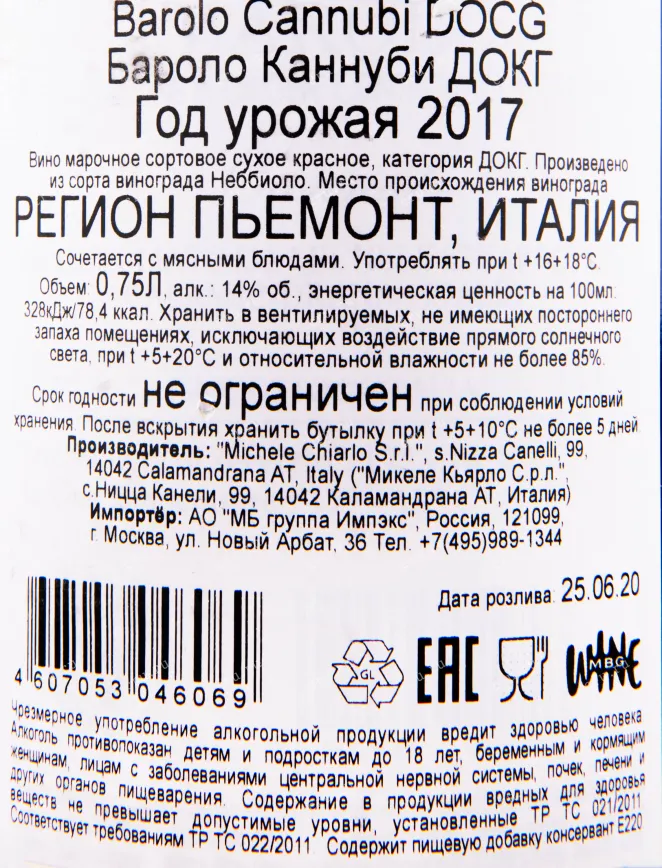 Barolo Cannubi DOCG
Бароло Каннуби ДОКГ
Год урожая 2017
Вино марочное сортовое сухое красное, категория ДОКГ. Произведено
из сорта винограда Неббиоло. Место происхождения винограда
РЕГИОН ПЬЕМОНТ, ИТАЛИЯ
Сочетается с мясными блюдами. Употреблять при t +16+18°С.
Объем: 0,75Л, алк.: 14% об., энергетическая ценность на 100мл:
328кДж/78,4 ккал. Хранить в вентилируемых, не имеющих постороннего
запаха помещениях, исключающих воздействие прямого солнечного
света, при t +5+20°С и относительной влажности не более 85%.
Срок годности не ограничен при соблюдении условий
хранения. После вскрытия хранить бутылку при t +5+10°С не более 5 дней.
Производитель: "Michele Chiarlo S.r.l.", s.Nizza Canelli, 99,
14042 Calamandrana AT, Italy ("Микеле Кьярло С.р.л.",
с.Ницца Канели, 99, 14042 Каламандрана АТ, Италия)
Импортёр: АО "МБ группа Импэкс", Россия, 121099,
г. Москва, ул. Новый Арбат, 36 Тел. +7(495)989-1344
Дата розлива: 25.06.20
4 607053 046069
GL
EAC
WINE
MBG
Чрезмерное употребление алкогольной продукции вредит здоровью человека
Алкоголь противопоказан детям и подросткам до 18 лет, беременным и кормящим
женщинам, лицам с заболеваниями центральной нервной системы, почек, печени и
других органов пищеварения. Содержание в продукции вредных для здоровья
веществ не превышает допустимые уровни, установленные ТР ТС 021/2011
Соответствует требованиям ТР ТС 022/2011 Содержит пищевую добавку консервант Е220